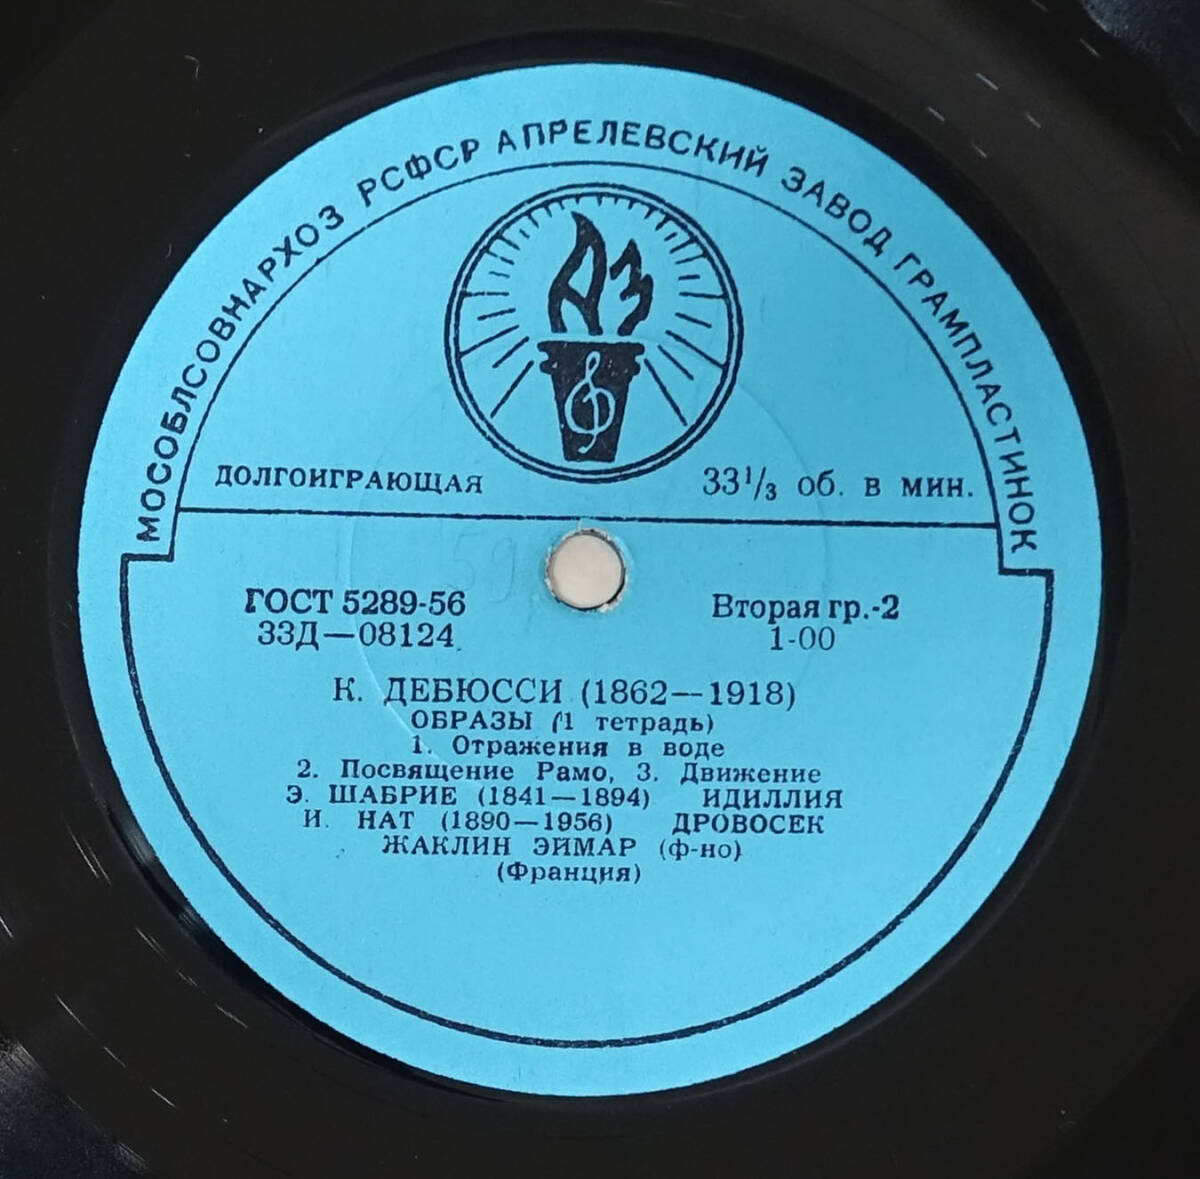 МОСОБЛСОВНАРХОЗ РСФСР АПРЕЛЕВСКИЙ ЗАВОД ГРАМПЛАСТИНОК
АЗ
ДОЛГОИГРАЮЩАЯ 33⅓ об. в мин.
ГОСТ 5289-56 Вторая гр.-2
33Д—08124 1-00
К. ДЕБЮССИ (1862—1918)
ОБРАЗЫ (1 тетрадь)
1. Отражения в воде
2. Посвящение Рамо, 3. Движение
Э. ШАБРИЕ (1841—1894) ИДИЛЛИЯ
И. НАТ (1890—1956) ДРОВОСЕК
ЖАКЛИН ЭЙМАР (ф-но)
(Франция)